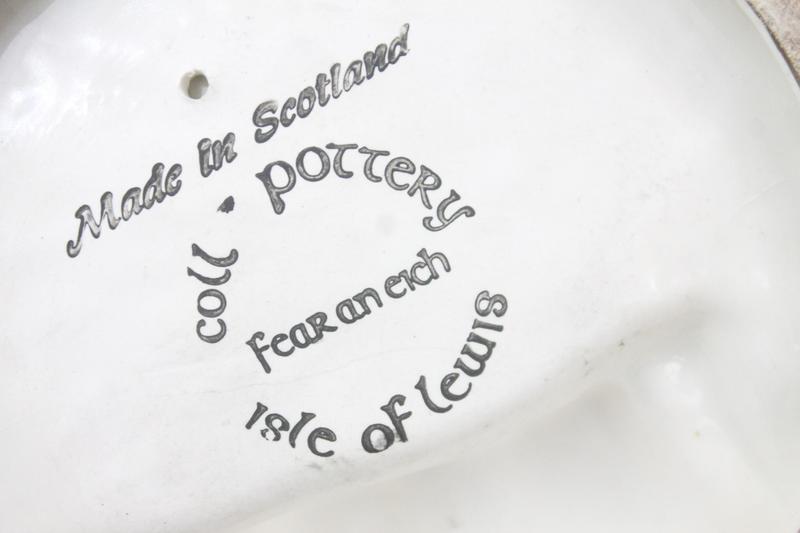 Made in Scotland
coll · pottery
fear an eich
isle of lewis